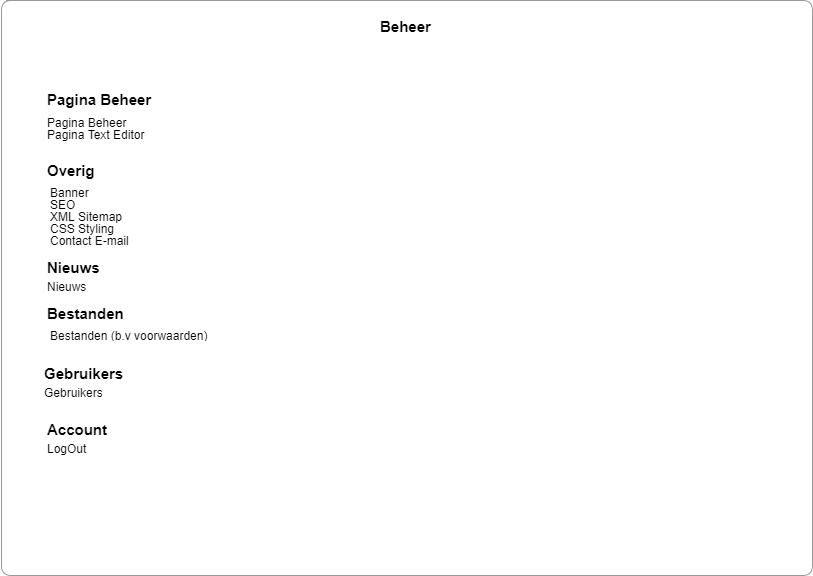 Beheer
Pagina Beheer
Pagina Beheer
Pagina Text Editor
Overig
Banner
SEO
XML Sitemap
CSS Styling
Contact E-mail
Nieuws
Nieuws
Bestanden
Bestanden (b.v voorwaarden)
Gebruikers
Gebruikers
Account
LogOut